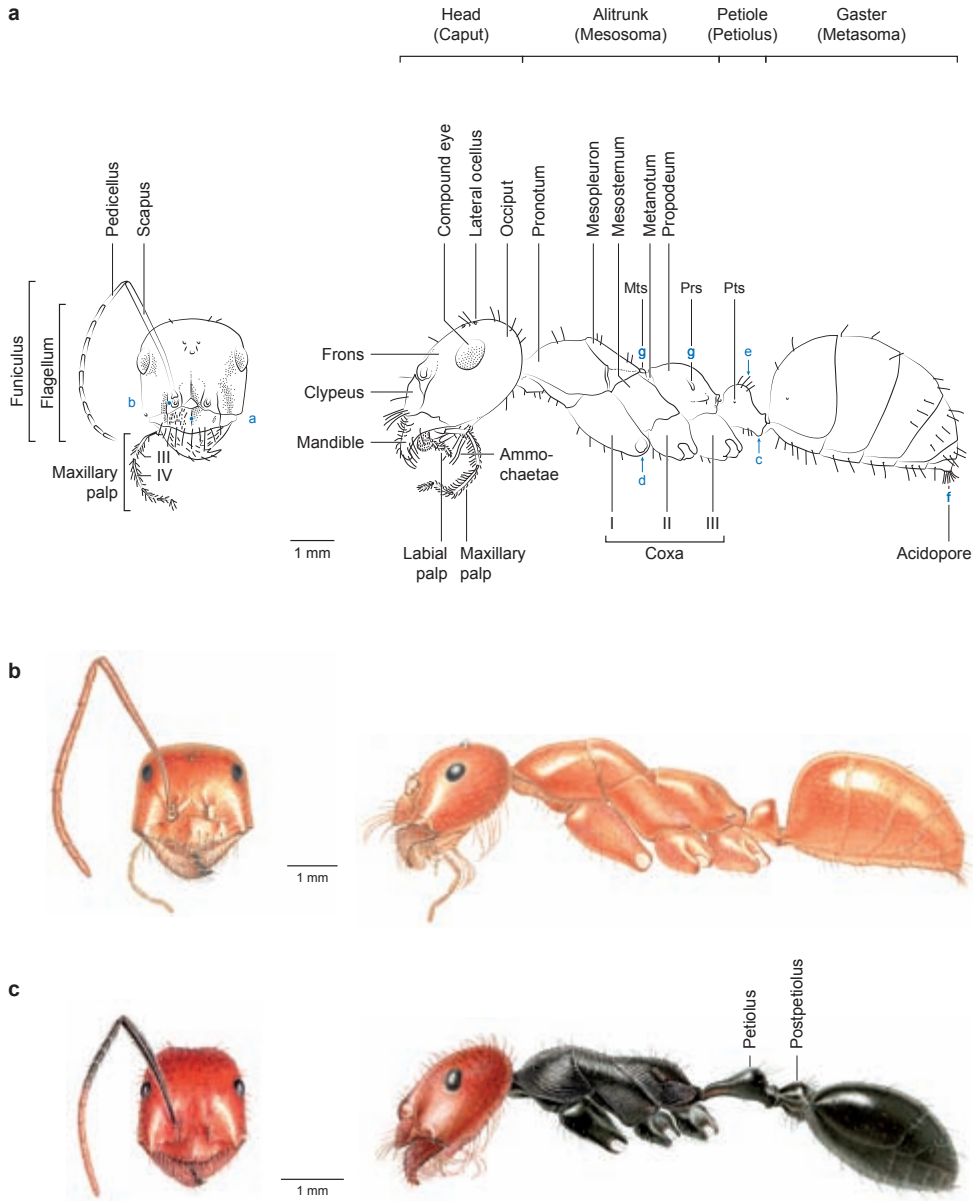 a
Head
(Caput)
Alitrunk
(Mesosoma)
Petiole
(Petiolus)
Gaster
(Metasoma)
Pedicellus
Scapus
Compound eye
Lateral ocellus
Occiput
Pronotum
Mesopleuron
Mesosternum
Metanotum
Propodeum
Mts
Prs
Pts
g
g
e
Funiculus
Flagellum
Frons
Clypeus
Mandible
b
a
III
IV
Maxillary
palp
Ammo-
chaetae
d
c
f
I
II
III
Coxa
1 mm
Labial
palp
Maxillary
palp
Acidopore
b
1 mm
c
Petiolus
Postpetiolus
1 mm